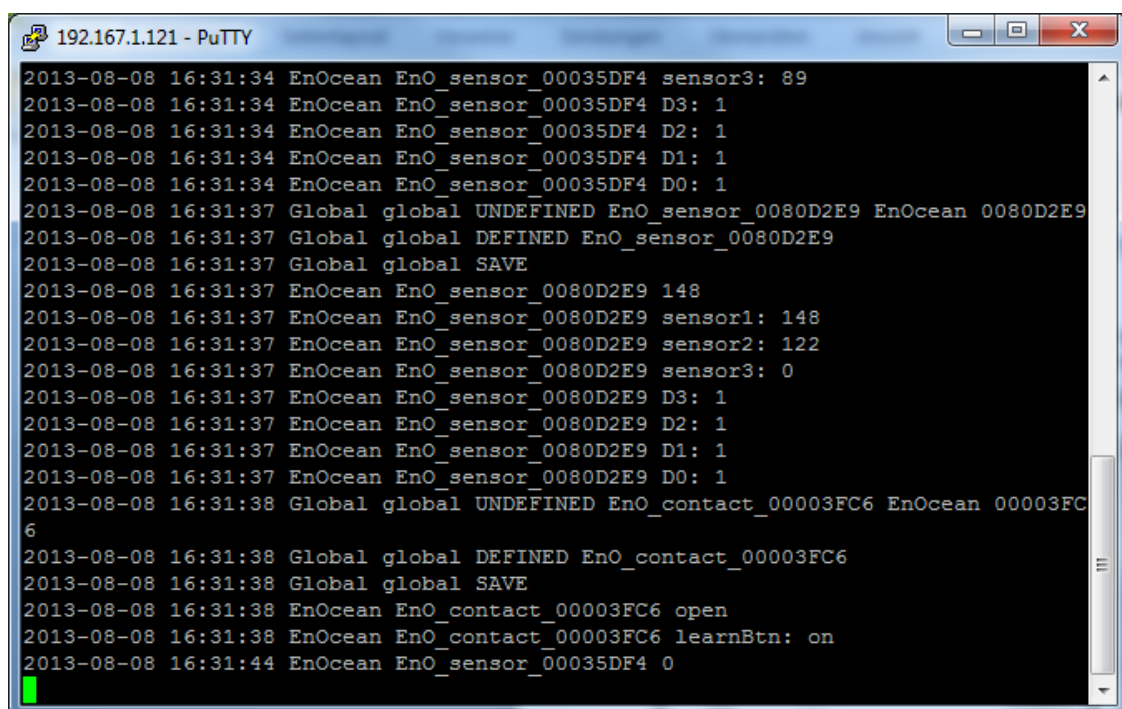 192.167.1.121 - PuTTY
2013-08-08 16:31:34 EnOcean EnO_sensor_00035DF4 sensor3: 89
2013-08-08 16:31:34 EnOcean EnO_sensor_00035DF4 D3: 1
2013-08-08 16:31:34 EnOcean EnO_sensor_00035DF4 D2: 1
2013-08-08 16:31:34 EnOcean EnO_sensor_00035DF4 D1: 1
2013-08-08 16:31:34 EnOcean EnO_sensor_00035DF4 D0: 1
2013-08-08 16:31:37 Global global UNDEFINED EnO_sensor_0080D2E9 EnOcean 0080D2E9
2013-08-08 16:31:37 Global global DEFINED EnO_sensor_0080D2E9
2013-08-08 16:31:37 Global global SAVE
2013-08-08 16:31:37 EnOcean EnO_sensor_0080D2E9 148
2013-08-08 16:31:37 EnOcean EnO_sensor_0080D2E9 sensor1: 148
2013-08-08 16:31:37 EnOcean EnO_sensor_0080D2E9 sensor2: 122
2013-08-08 16:31:37 EnOcean EnO_sensor_0080D2E9 sensor3: 0
2013-08-08 16:31:37 EnOcean EnO_sensor_0080D2E9 D3: 1
2013-08-08 16:31:37 EnOcean EnO_sensor_0080D2E9 D2: 1
2013-08-08 16:31:37 EnOcean EnO_sensor_0080D2E9 D1: 1
2013-08-08 16:31:37 EnOcean EnO_sensor_0080D2E9 D0: 1
2013-08-08 16:31:38 Global global UNDEFINED EnO_contact_00003FC6 EnOcean 00003FC
6
2013-08-08 16:31:38 Global global DEFINED EnO_contact_00003FC6
2013-08-08 16:31:38 Global global SAVE
2013-08-08 16:31:38 EnOcean EnO_contact_00003FC6 open
2013-08-08 16:31:38 EnOcean EnO_contact_00003FC6 learnBtn: on
2013-08-08 16:31:44 EnOcean EnO_sensor_00035DF4 0